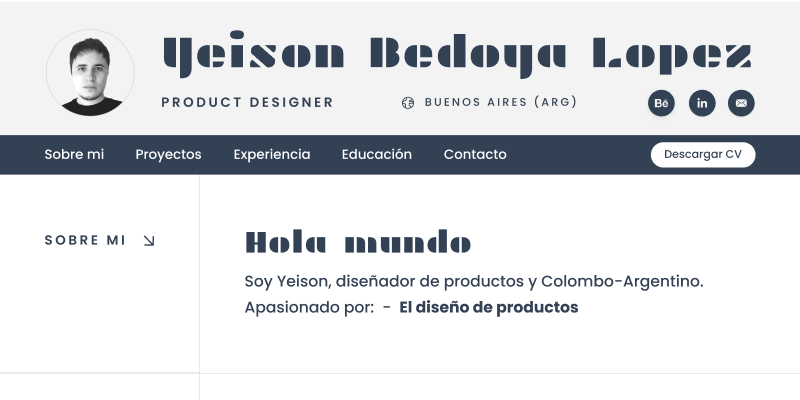 Yeison Bedoya Lopez
PRODUCT DESIGNER
BUENOS AIRES (ARG)
Bē
in
Sobre mi
Proyectos
Experiencia
Educación
Contacto
Descargar CV
SOBRE MI
Hola mundo
Soy Yeison, diseñador de productos y Colombo-Argentino.
Apasionado por: - El diseño de productos